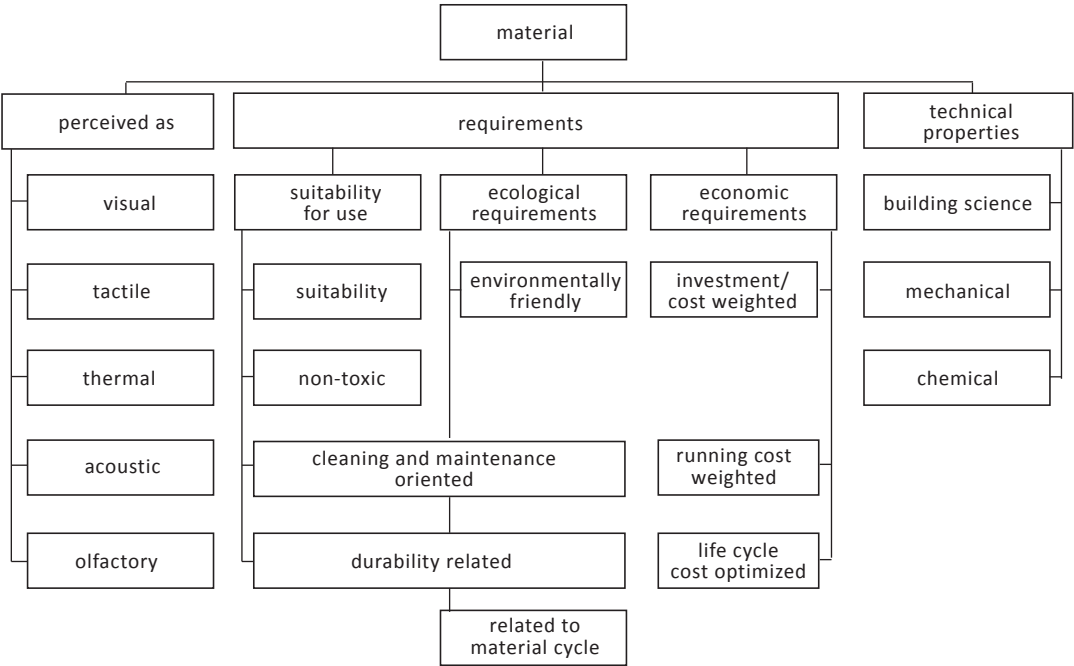 material
perceived as
requirements
technical
properties
visual
suitability
for use
ecological
requirements
economic
requirements
building science
tactile
suitability
environmentally
friendly
investment/
cost weighted
mechanical
thermal
non-toxic
chemical
acoustic
cleaning and maintenance
oriented
running cost
weighted
olfactory
durability related
life cycle
cost optimized
related to
material cycle